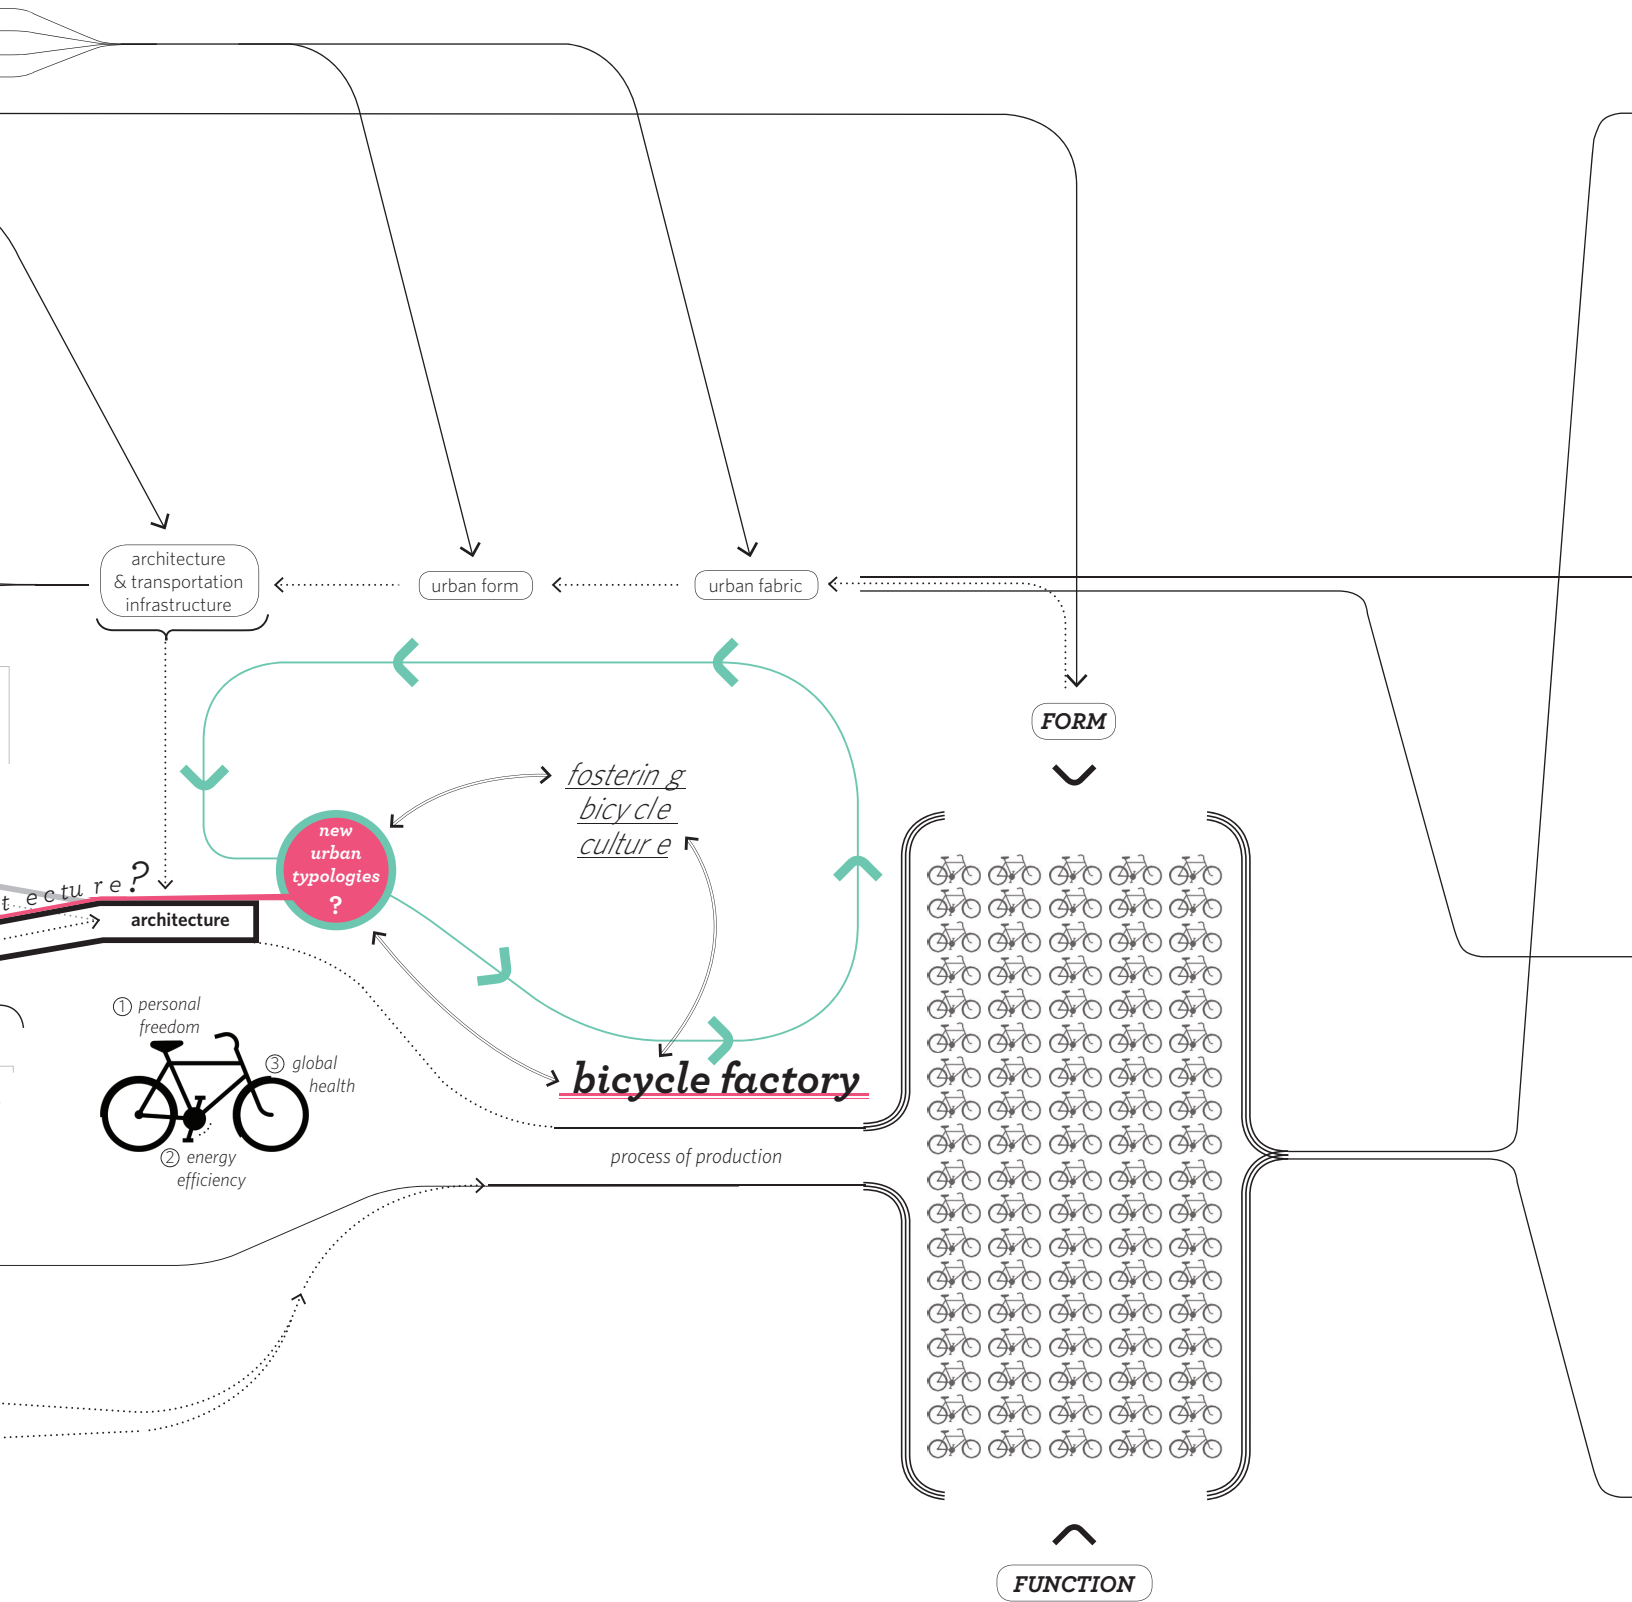 architecture
& transportation
infrastructure
urban form
urban fabric
FORM
fosterin g
bicy cle
cultur e
new
urban
typologies
?
t ectu r e ?
architecture
1 personal
freedom
3 global
health
bicycle factory
2 energy
efficiency
process of production
FUNCTION